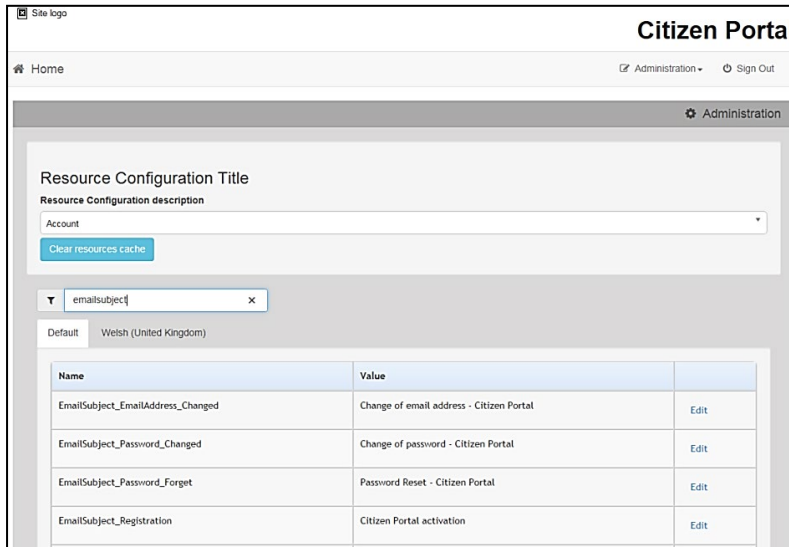 Site logo
Citizen Porta
Home Administration Sign Out
Administration
Resource Configuration Title
Resource Configuration description
Account
Clear resources cache
emailsubject
Default Welsh (United Kingdom)
Name Value
EmailSubject_EmailAddress_Changed Change of email address - Citizen Portal Edit
EmailSubject_Password_Changed Change of password - Citizen Portal Edit
EmailSubject_Password_Forget Password Reset - Citizen Portal Edit
EmailSubject_Registration Citizen Portal activation Edit